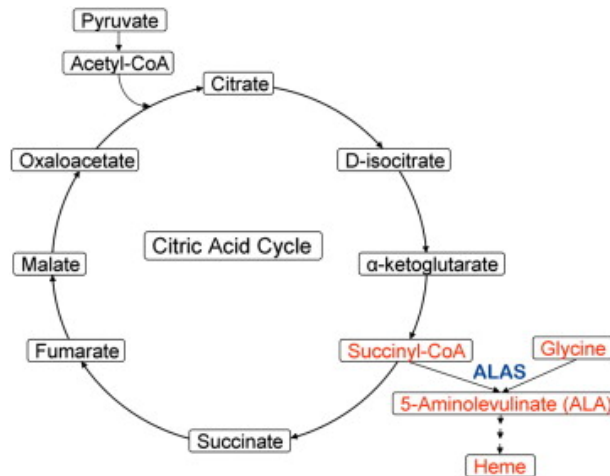 Pyruvate
Acetyl-CoA
Citrate
Oxaloacetate
D-isocitrate
Citric Acid Cycle
Malate
α-ketoglutarate
Fumarate
Succinyl-CoA
Glycine
ALAS
5-Aminolevulinate (ALA)
Succinate
Heme